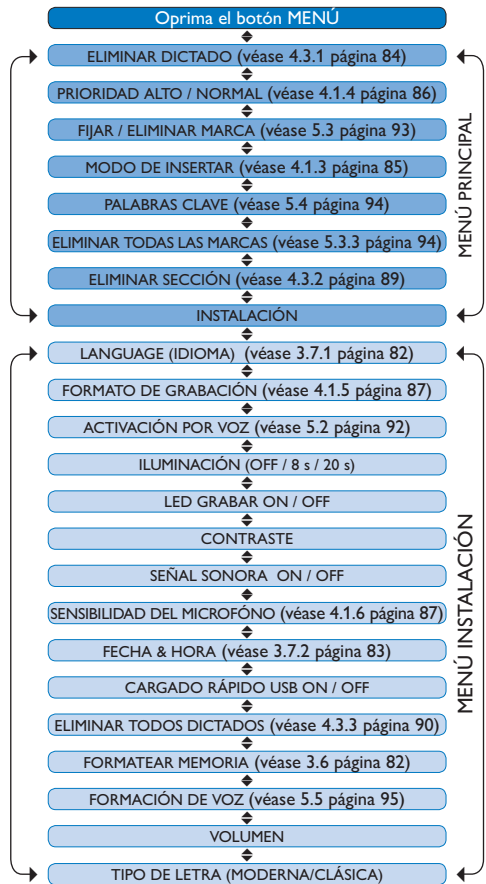 Oprima el botón MENÚ
ELIMINAR DICTADO (véase 4.3.1 página 84)
PRIORIDAD ALTO / NORMAL (véase 4.1.4 página 86)
FIJAR / ELIMINAR MARCA (véase 5.3 página 93)
MODO DE INSERTAR (véase 4.1.3 página 85)
PALABRAS CLAVE (véase 5.4 página 94)
ELIMINAR TODAS LAS MARCAS (véase 5.3.3 página 94)
ELIMINAR SECCIÓN (véase 4.3.2 página 89)
INSTALACIÓN
MENÚ PRINCIPAL
LANGUAGE (IDIOMA) (véase 3.7.1 página 82)
FORMATO DE GRABACIÓN (véase 4.1.5 página 87)
ACTIVACIÓN POR VOZ (véase 5.2 página 92)
ILUMINACIÓN (OFF / 8 s / 20 s)
LED GRABAR ON / OFF
CONTRASTE
SEÑAL SONORA ON / OFF
SENSIBILIDAD DEL MICROFÓNO (véase 4.1.6 página 87)
FECHA & HORA (véase 3.7.2 página 83)
CARGADO RÁPIDO USB ON / OFF
ELIMINAR TODOS DICTADOS (véase 4.3.3 página 90)
FORMATEAR MEMORIA (véase 3.6 página 82)
FORMACIÓN DE VOZ (véase 5.5 página 95)
VOLUMEN
TIPO DE LETRA (MODERNA/CLÁSICA)
MENÚ INSTALACIÓN